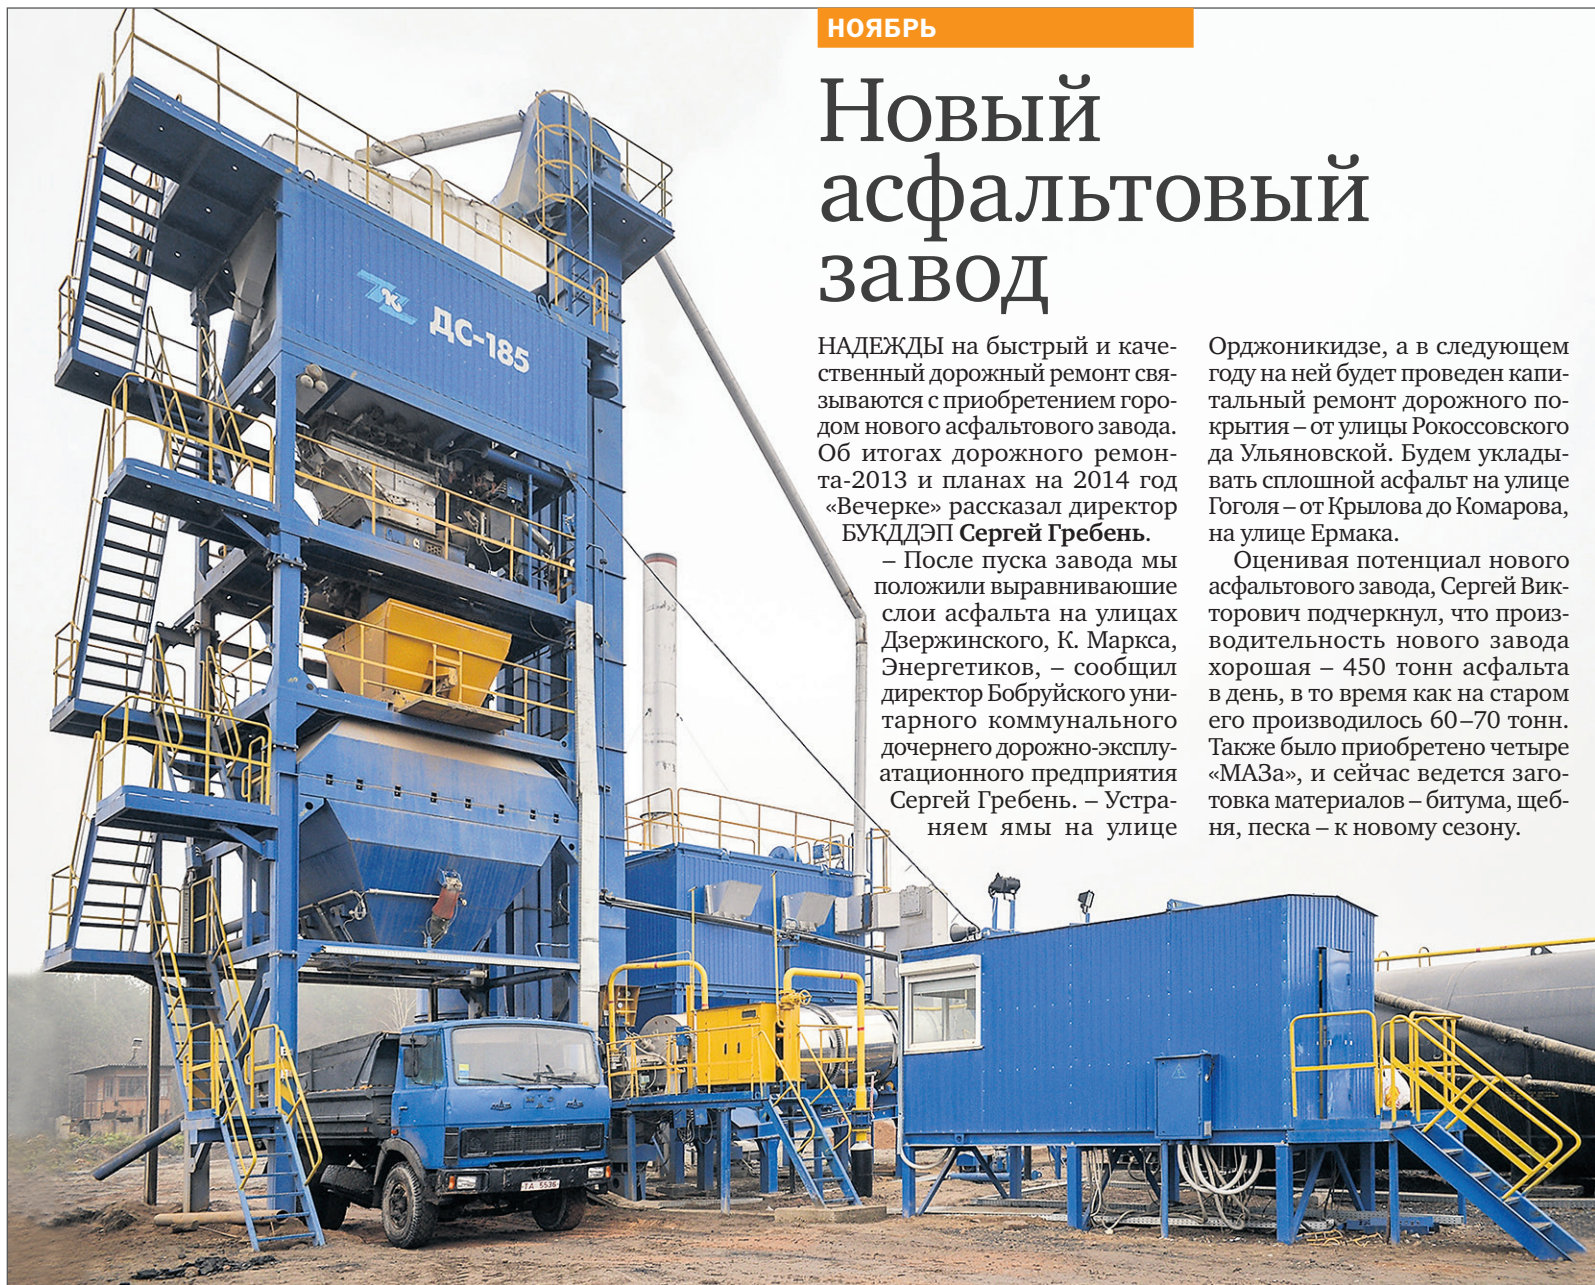 НОЯБРЬ
Новый
асфальтовый
завод
НАДЕЖДЫ на быстрый и каче-
ственный дорожный ремонт свя-
зываются с приобретением горо-
дом нового асфальтового завода.
Об итогах дорожного ремон-
та-2013 и планах на 2014 год
«Вечерке» рассказал директор
БУКДДЭП Сергей Гребень.
– После пуска завода мы
положили выравнивающие
слои асфальта на улицах
Дзержинского, К. Маркса,
Энергетиков, – сообщил
директор Бобруйского уни-
тарного коммунального
дочернего дорожно-эксплу-
атационного предприятия
Сергей Гребень. – Устра-
няем ямы на улице
Орджоникидзе, а в следующем
году на ней будет проведен капи-
тальный ремонт дорожного по-
крытия – от улицы Рокоссовского
да Ульяновской. Будем уклады-
вать сплошной асфальт на улице
Гоголя – от Крылова до Комарова,
на улице Ермака.
Оценивая потенциал нового
асфальтового завода, Сергей Вик-
торович подчеркнул, что произ-
водительность нового завода
хорошая – 450 тонн асфальта
в день, в то время как на старом
его производилось 60–70 тонн.
Также было приобретено четыре
«МАЗа», и сейчас ведется заго-
товка материалов – битума, щеб-
ня, песка – к новому сезону.
ДС-185
ТА 5536